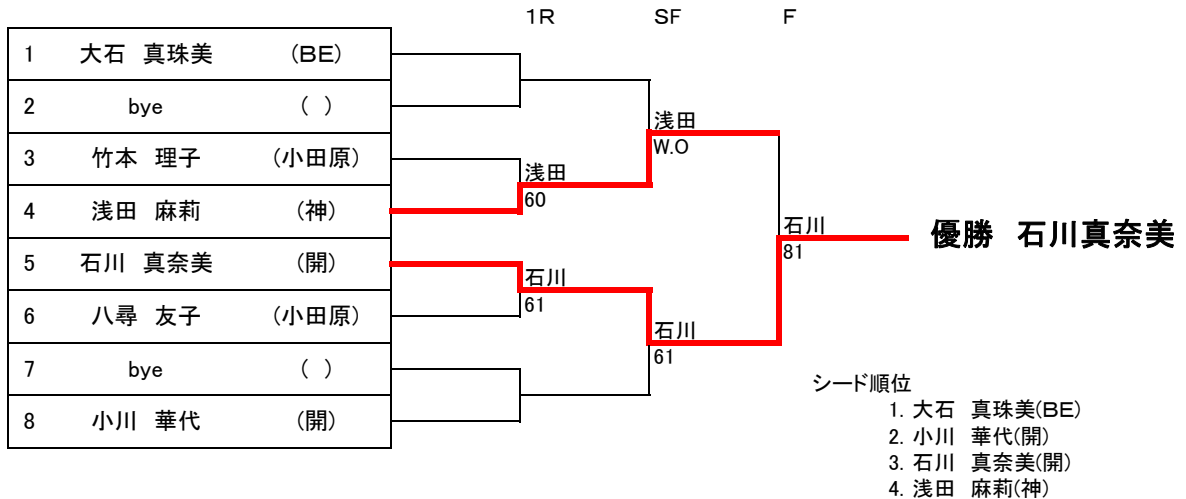 1R SF F
1 大石 真珠美 (BE)
2 bye ( )
3 竹本 理子 (小田原)
4 浅田 麻莉 (神)
5 石川 真奈美 (開)
6 八尋 友子 (小田原)
7 bye ( )
8 小川 華代 (開)
浅田
60
石川
61
浅田
W.O
石川
61
石川
81
優勝 石川真奈美
シード順位
1. 大石 真珠美(BE)
2. 小川 華代(開)
3. 石川 真奈美(開)
4. 浅田 麻莉(神)